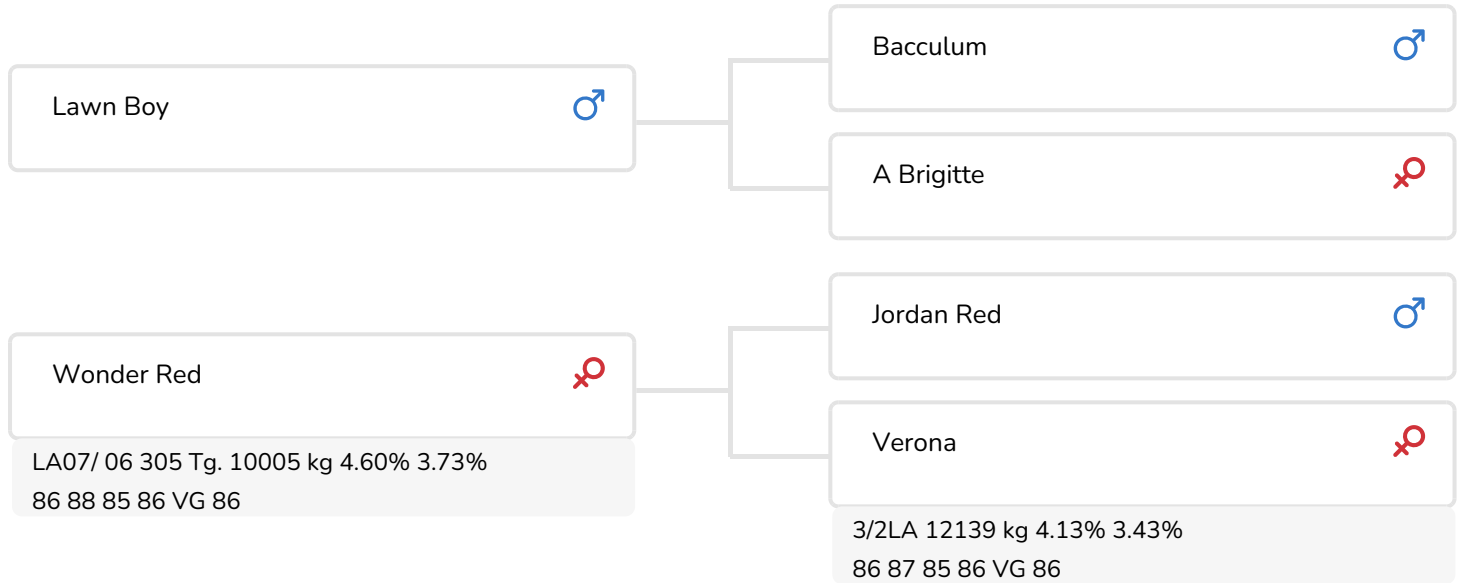 Lawn Boy
Bacculum
A Brigitte
Wonder Red
LA07/ 06 305 Tg. 10005 kg 4.60% 3.73%
86 88 85 86 VG 86
Jordan Red
Verona
3/2LA 12139 kg 4.13% 3.43%
86 87 85 86 VG 86